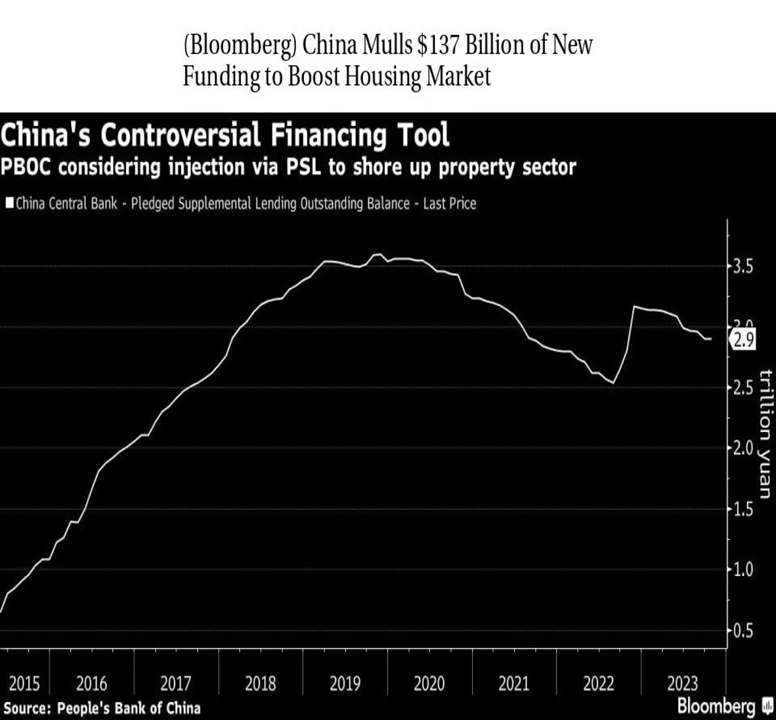 (Bloomberg) China Mulls $137 Billion of New
Funding to Boost Housing Market
China's Controversial Financing Tool
PBOC considering injection via PSL to shore up property sector
China Central Bank - Pledged Supplemental Lending Outstanding Balance - Last Price
3.5
3.0
2.9
2.5
2.0
1.5
1.0
0.5
trillion yuan
2015 2016 2017 2018 2019 2020 2021 2022 2023
Source: People's Bank of China
Bloomberg